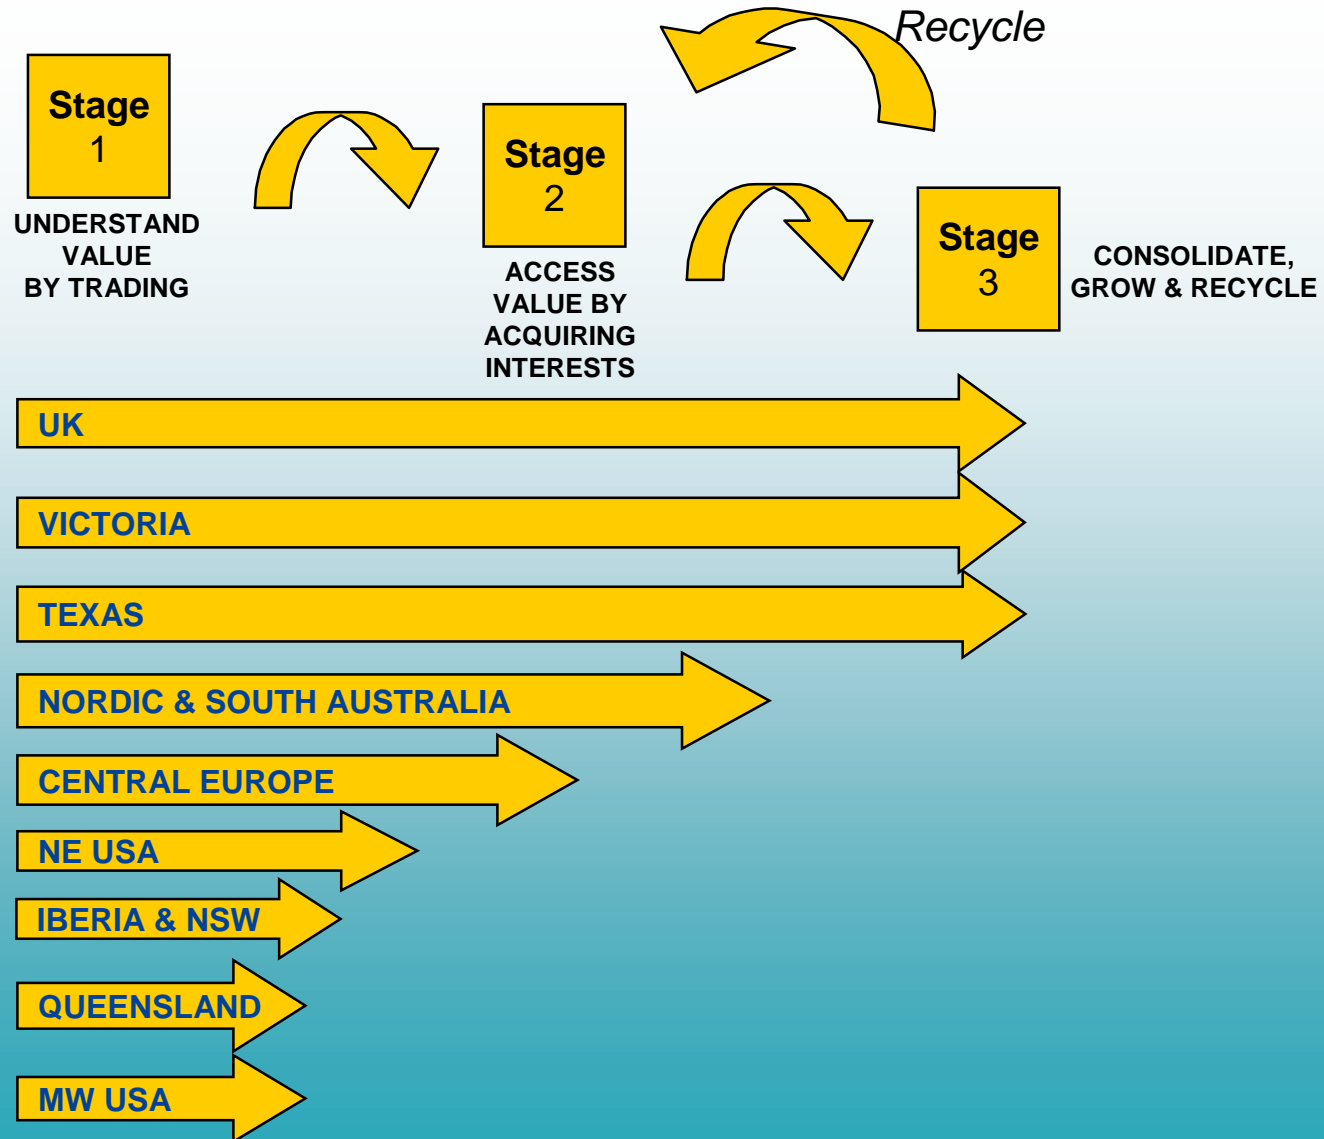 Recycle
Stage
1
UNDERSTAND
VALUE
BY TRADING
Stage
2
ACCESS
VALUE BY
ACQUIRING
INTERESTS
Stage
3
CONSOLIDATE,
GROW & RECYCLE
UK
VICTORIA
TEXAS
NORDIC & SOUTH AUSTRALIA
CENTRAL EUROPE
NE USA
IBERIA & NSW
QUEENSLAND
MW USA